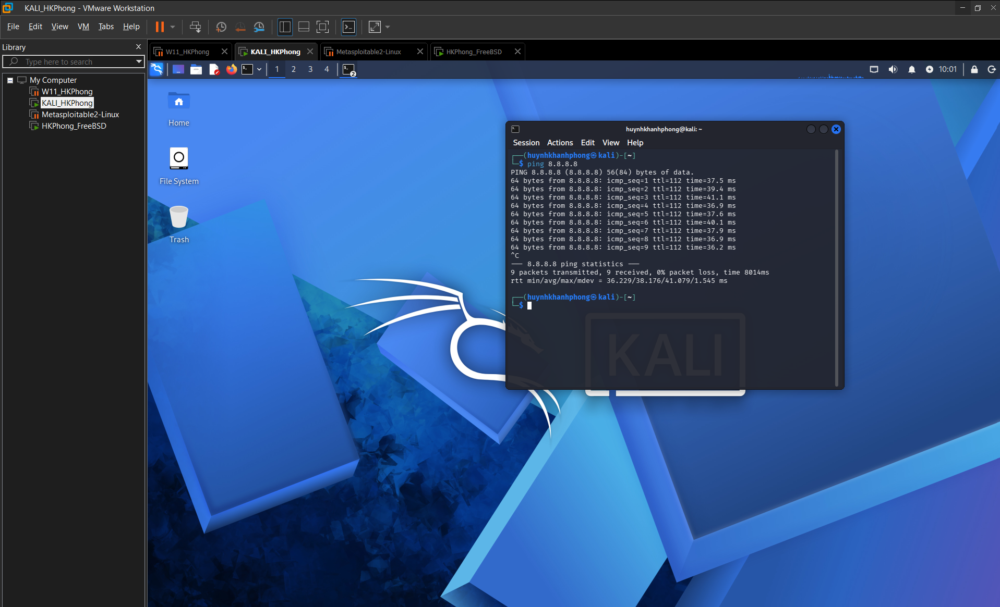 KALI_HKPhong - VMware Workstation
File Edit View VM Tabs Help
Library
Type here to search
My Computer
W11_HKPhong
KALI_HKPhong
Metasploitable2-Linux
HKPhong_FreeBSD
W11_HKPhong
KALI_HKPhong
Metasploitable2-Linux
HKPhong_FreeBSD
1 2 3 4 2
10:01
Home
File System
Trash
huynhkhanhphong@kali: ~
Session Actions Edit View Help
┌──(huynhkhanhphong㉿kali)-[~]
└─$ ping 8.8.8.8
PING 8.8.8.8 (8.8.8.8) 56(84) bytes of data.
64 bytes from 8.8.8.8: icmp_seq=1 ttl=112 time=37.5 ms
64 bytes from 8.8.8.8: icmp_seq=2 ttl=112 time=39.4 ms
64 bytes from 8.8.8.8: icmp_seq=3 ttl=112 time=41.1 ms
64 bytes from 8.8.8.8: icmp_seq=4 ttl=112 time=36.9 ms
64 bytes from 8.8.8.8: icmp_seq=5 ttl=112 time=37.6 ms
64 bytes from 8.8.8.8: icmp_seq=6 ttl=112 time=40.1 ms
64 bytes from 8.8.8.8: icmp_seq=7 ttl=112 time=37.9 ms
64 bytes from 8.8.8.8: icmp_seq=8 ttl=112 time=36.9 ms
64 bytes from 8.8.8.8: icmp_seq=9 ttl=112 time=36.2 ms
^C
--- 8.8.8.8 ping statistics ---
9 packets transmitted, 9 received, 0% packet loss, time 8014ms
rtt min/avg/max/mdev = 36.229/38.176/41.079/1.545 ms
┌──(huynhkhanhphong㉿kali)-[~]
└─$
KALI